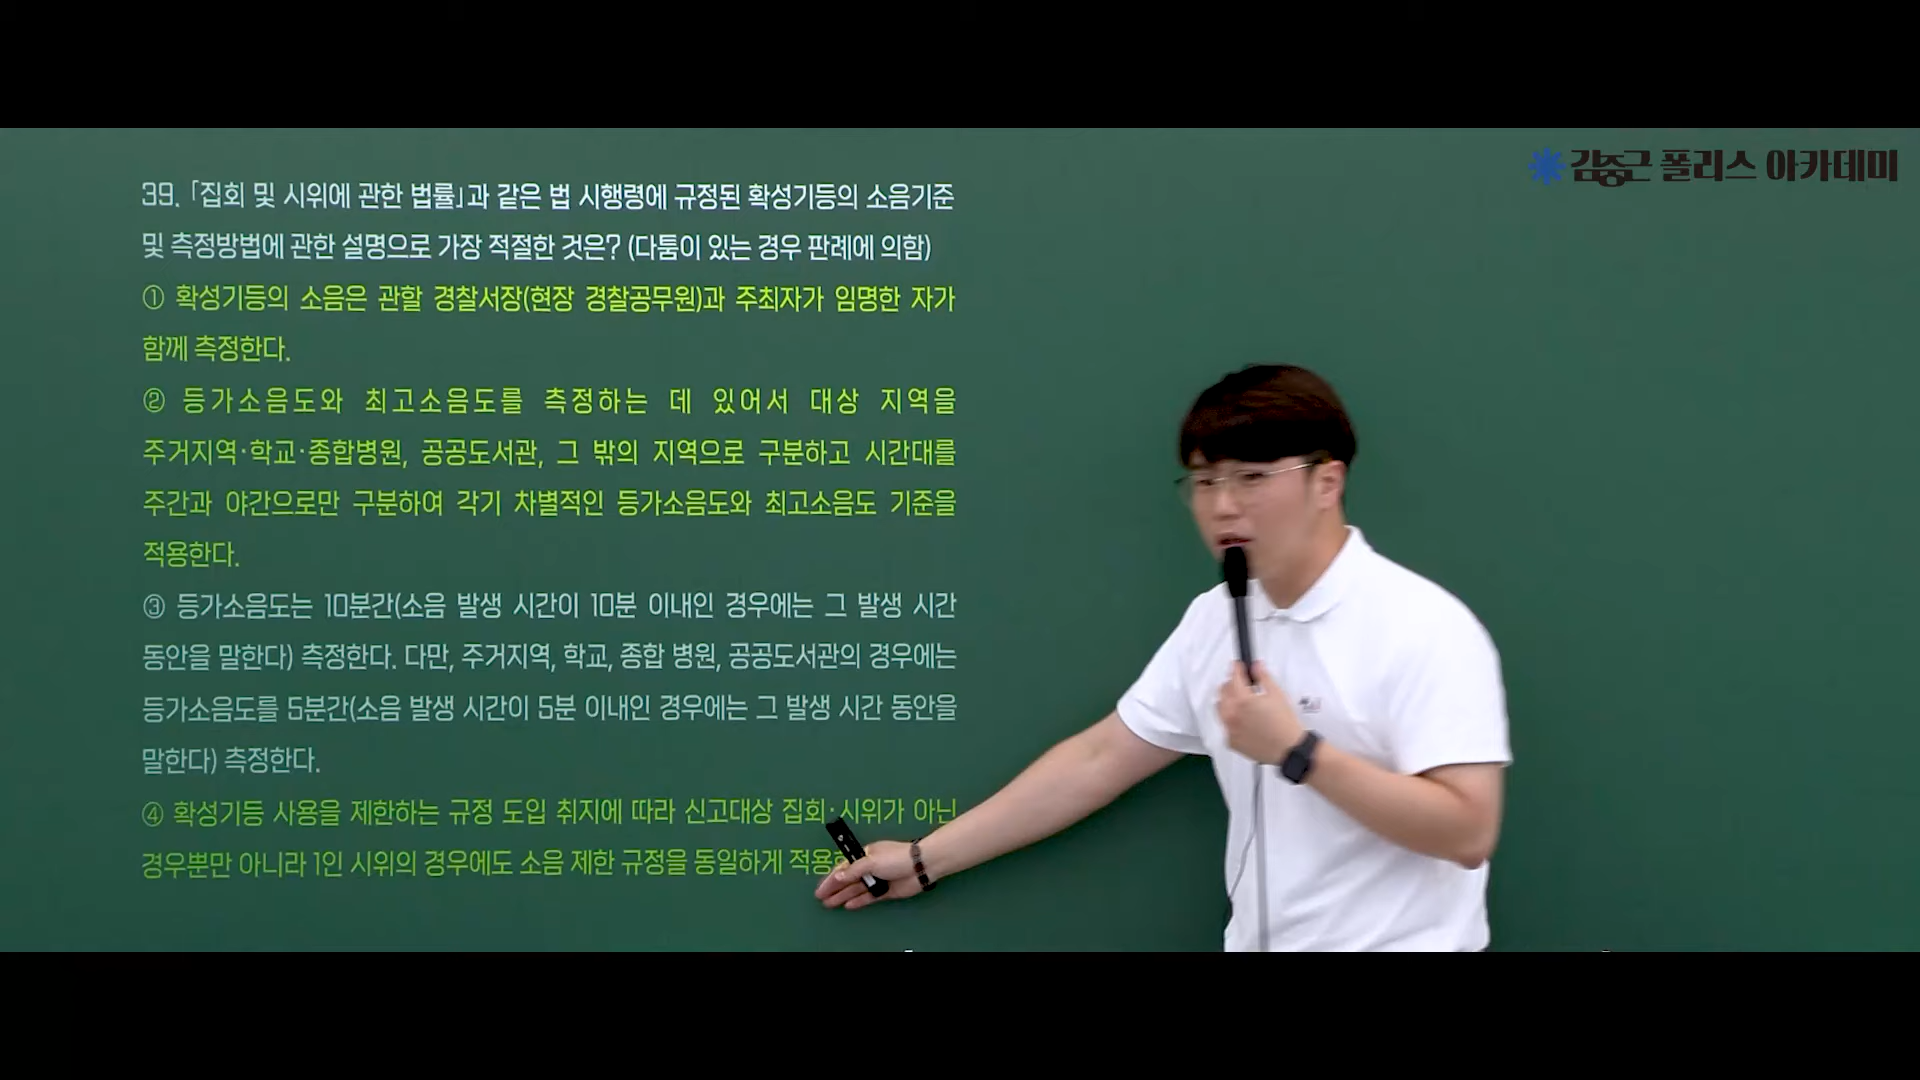 김중근 폴리스 아카데미
39. 「집회 및 시위에 관한 법률」과 같은 법 시행령에 규정된 확성기등의 소음기준
및 측정방법에 관한 설명으로 가장 적절한 것은? (다툼이 있는 경우 판례에 의함)
① 확성기등의 소음은 관할 경찰서장(현장 경찰공무원)과 주최자가 임명한 자가
함께 측정한다.
② 등가소음도와 최고소음도를 측정하는 데 있어서 대상 지역을
주거지역·학교·종합병원, 공공도서관, 그 밖의 지역으로 구분하고 시간대를
주간과 야간으로만 구분하여 각기 차별적인 등가소음도와 최고소음도 기준을
적용한다.
③ 등가소음도는 10분간(소음 발생 시간이 10분 이내인 경우에는 그 발생 시간
동안을 말한다) 측정한다. 다만, 주거지역, 학교, 종합 병원, 공공도서관의 경우에는
등가소음도를 5분간(소음 발생 시간이 5분 이내인 경우에는 그 발생 시간 동안을
말한다) 측정한다.
④ 확성기등 사용을 제한하는 규정 도입 취지에 따라 신고대상 집회·시위가 아닌
경우뿐만 아니라 1인 시위의 경우에도 소음 제한 규정을 동일하게